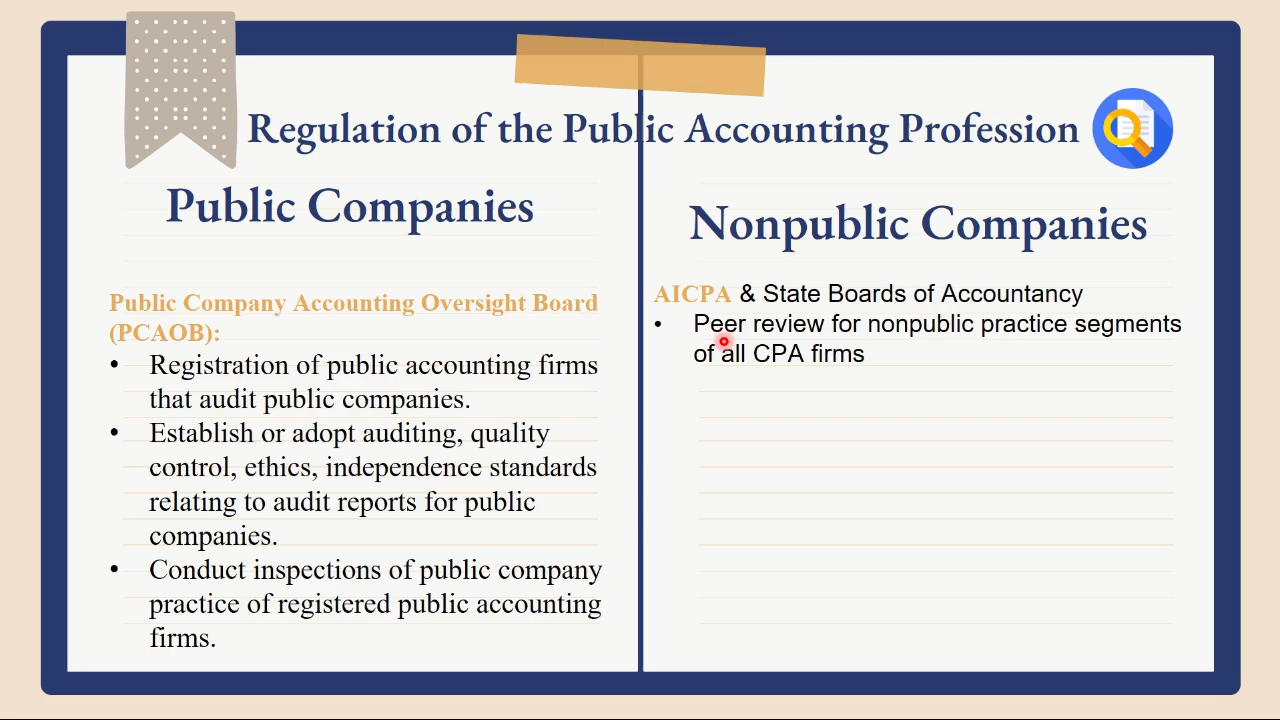 Regulation of the Public Accounting Profession
Public Companies
Public Company Accounting Oversight Board
(PCAOB):
• Registration of public accounting firms
that audit public companies.
• Establish or adopt auditing, quality
control, ethics, independence standards
relating to audit reports for public
companies.
• Conduct inspections of public company
practice of registered public accounting
firms.
Nonpublic Companies
AICPA & State Boards of Accountancy
• Peer review for nonpublic practice segments
of all CPA firms